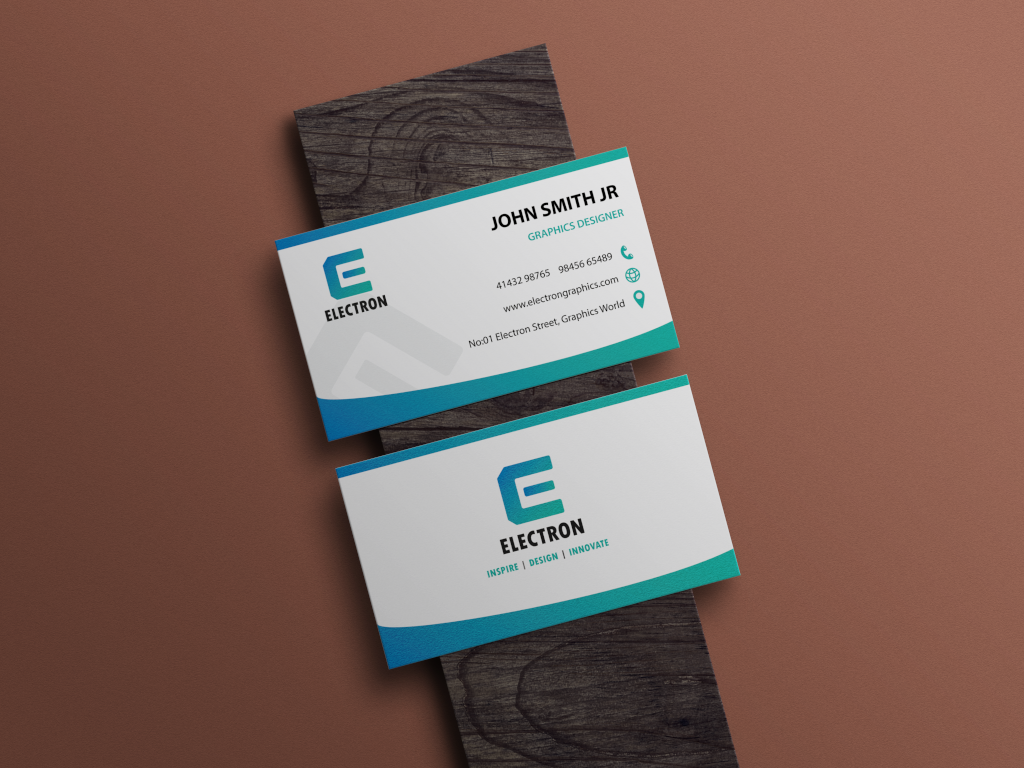 JOHN SMITH JR
GRAPHICS DESIGNER
ELECTRON
41432 98765 98456 65489
www.electrongraphics.com
No:01 Electron Street, Graphics World
ELECTRON
INSPIRE | DESIGN | INNOVATE